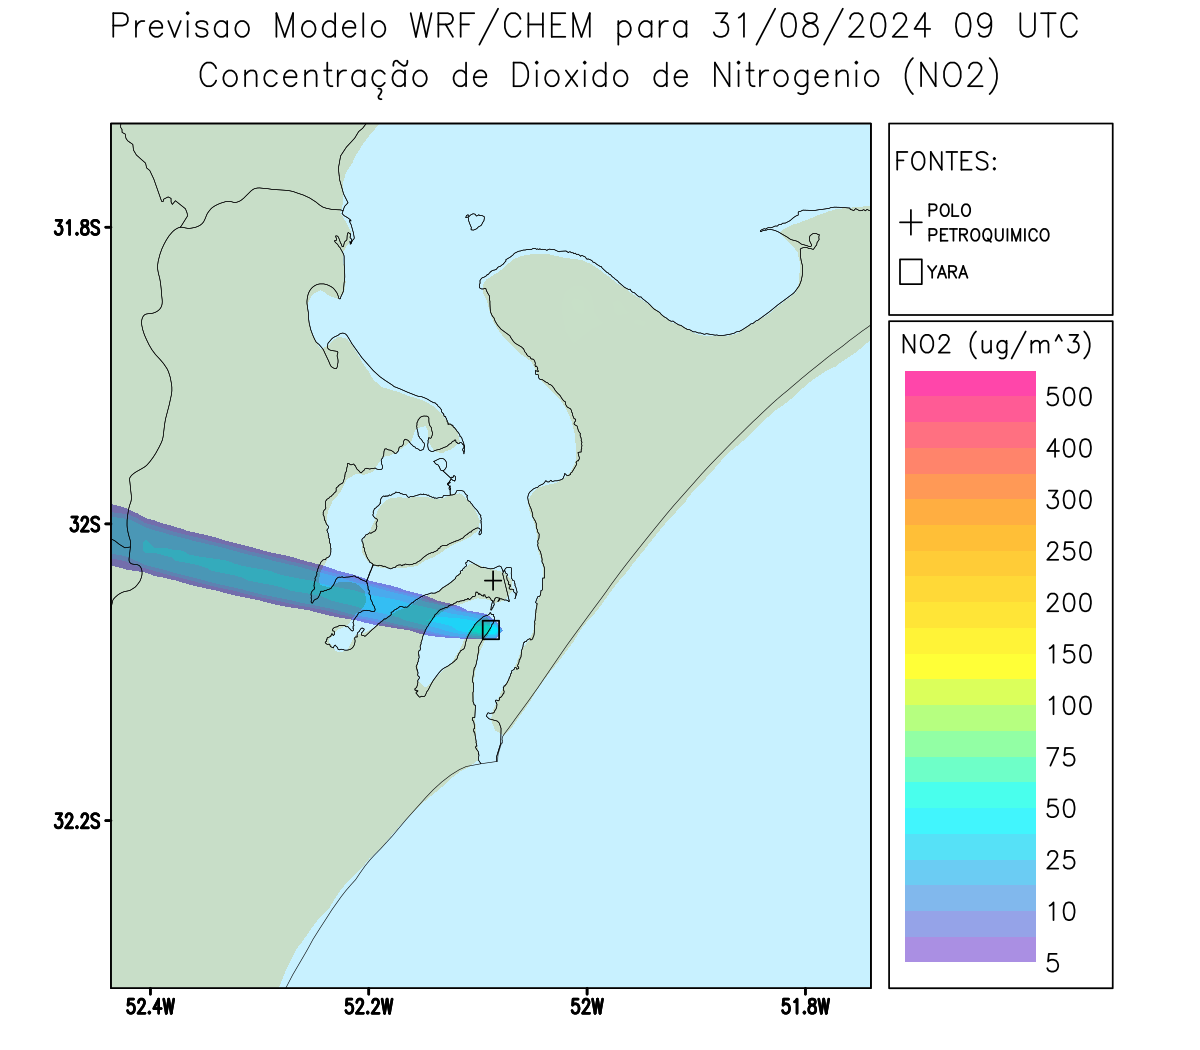 Previsao Modelo WRF/CHEM para 31/08/2024 09 UTC
Concentração de Dioxido de Nitrogenio (NO2)
FONTES:
POLO
PETROQUIMICO
YARA
NO2 (ug/m^3)
500
400
300
250
200
150
100
75
50
25
10
5
31.8S
32S
32.2S
52.4W
52.2W
52W
51.8W